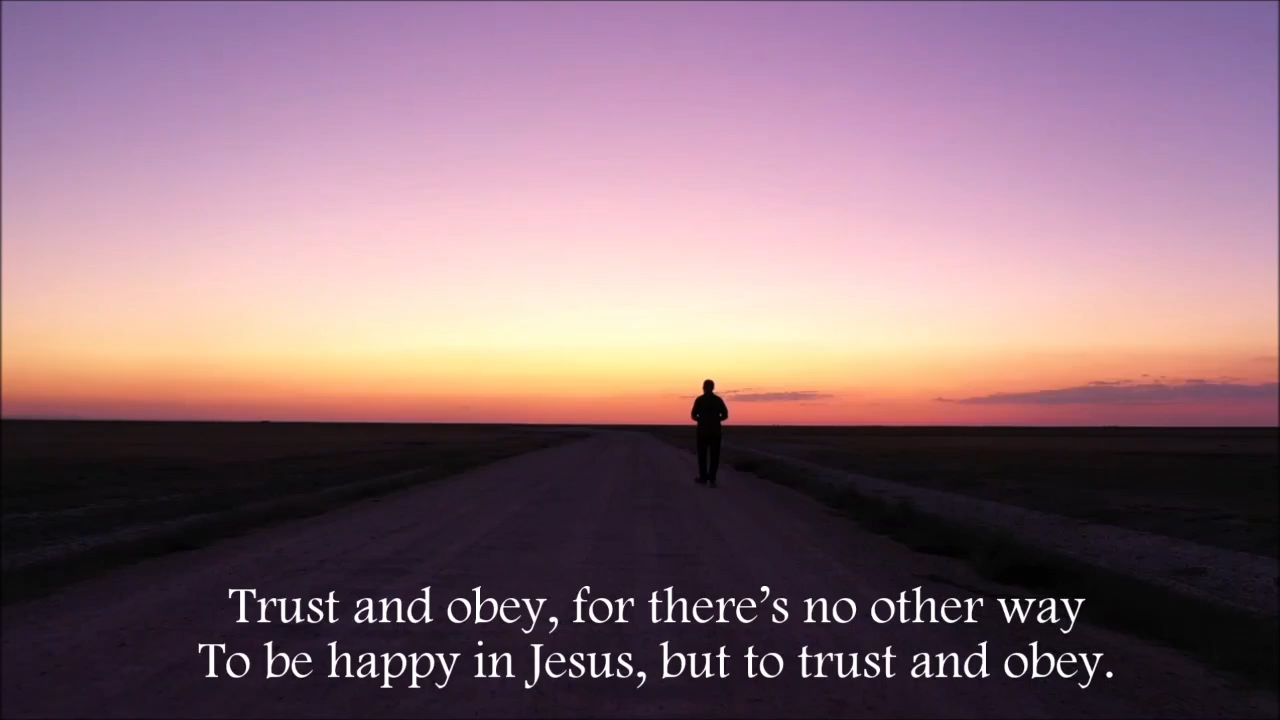 Trust and obey, for there's no other way
To be happy in Jesus, but to trust and obey.